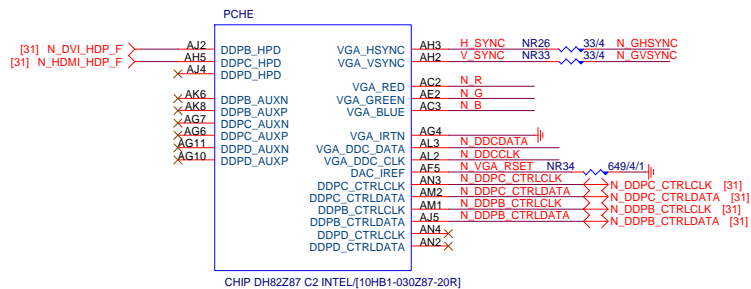 PCHE
[31] N_DVI_HDP_F AJ2 DDPB_HPD VGA_HSYNC AH3 H_SYNC NR26 33/4 N_GHSYNC
[31] N_HDMI_HDP_F AH5 DDPC_HPD VGA_VSYNC AH2 V_SYNC NR33 33/4 N_GVSYNC
AJ4 DDPD_HPD
VGA_RED AC2 N_R
AK6 DDPB_AUXN VGA_GREEN AE2 N_G
AK8 DDPB_AUXP VGA_BLUE AC3 N_B
AG7 DDPC_AUXN
AG6 DDPC_AUXP VGA_IRTN AG4
AG11 DDPD_AUXN VGA_DDC_DATA AL3 N_DDCDATA
AG10 DDPD_AUXP VGA_DDC_CLK AL2 N_DDCCLK
DAC_IREF AF5 N_VGA_RSET NR34 649/4/1
DDPC_CTRLCLK AN3 N_DDPC_CTRLCLK N_DDPC_CTRLCLK [31]
DDPC_CTRLDATA AM2 N_DDPC_CTRLDATA N_DDPC_CTRLDATA [31]
DDPB_CTRLCLK AM1 N_DDPB_CTRLCLK N_DDPB_CTRLCLK [31]
DDPB_CTRLDATA AJ5 N_DDPB_CTRLDATA N_DDPB_CTRLDATA [31]
DDPD_CTRLCLK AN4
DDPD_CTRLDATA AN2
CHIP DH82Z87 C2 INTEL/[10HB1-030Z87-20R]